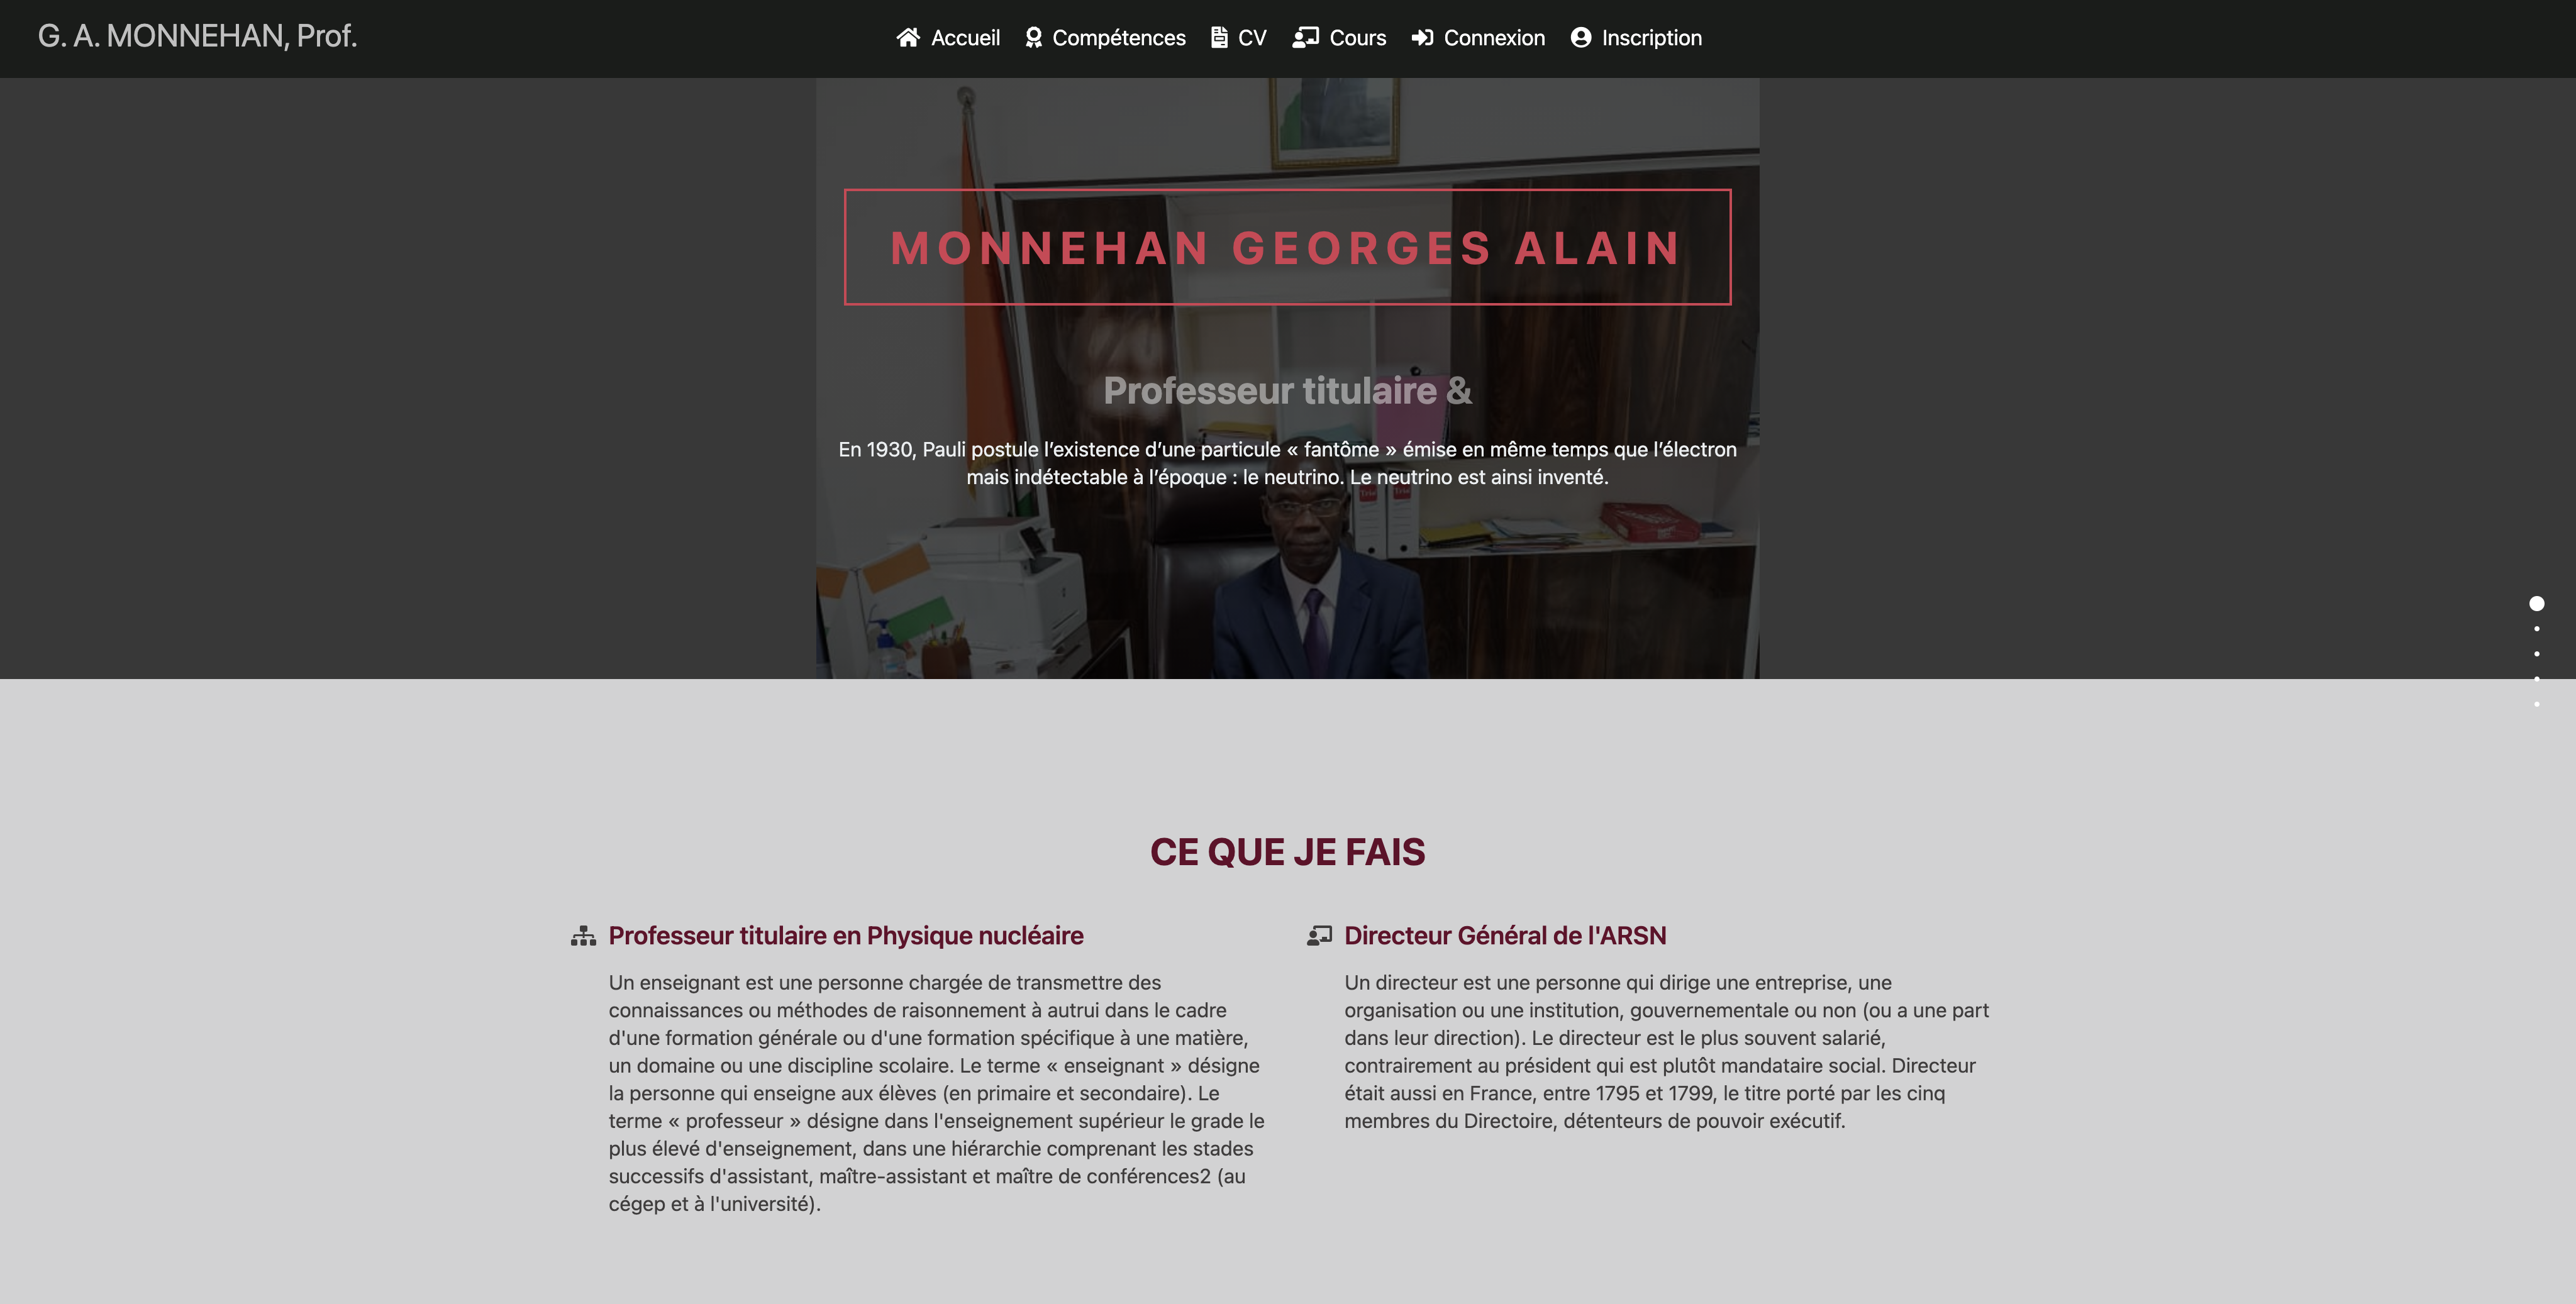 G. A. MONNEHAN, Prof.
Accueil Compétences CV Cours Connexion Inscription
MONNEHAN GEORGES ALAIN
Professeur titulaire &
En 1930, Pauli postule l’existence d’une particule « fantôme » émise en même temps que l’électron
mais indétectable à l’époque : le neutrino. Le neutrino est ainsi inventé.
CE QUE JE FAIS
Professeur titulaire en Physique nucléaire
Un enseignant est une personne chargée de transmettre des
connaissances ou méthodes de raisonnement à autrui dans le cadre
d'une formation générale ou d'une formation spécifique à une matière,
un domaine ou une discipline scolaire. Le terme « enseignant » désigne
la personne qui enseigne aux élèves (en primaire et secondaire). Le
terme « professeur » désigne dans l'enseignement supérieur le grade le
plus élevé d'enseignement, dans une hiérarchie comprenant les stades
successifs d'assistant, maître-assistant et maître de conférences2 (au
cégep et à l'université).
Directeur Général de l'ARSN
Un directeur est une personne qui dirige une entreprise, une
organisation ou une institution, gouvernementale ou non (ou a une part
dans leur direction). Le directeur est le plus souvent salarié,
contrairement au président qui est plutôt mandataire social. Directeur
était aussi en France, entre 1795 et 1799, le titre porté par les cinq
membres du Directoire, détenteurs de pouvoir exécutif.